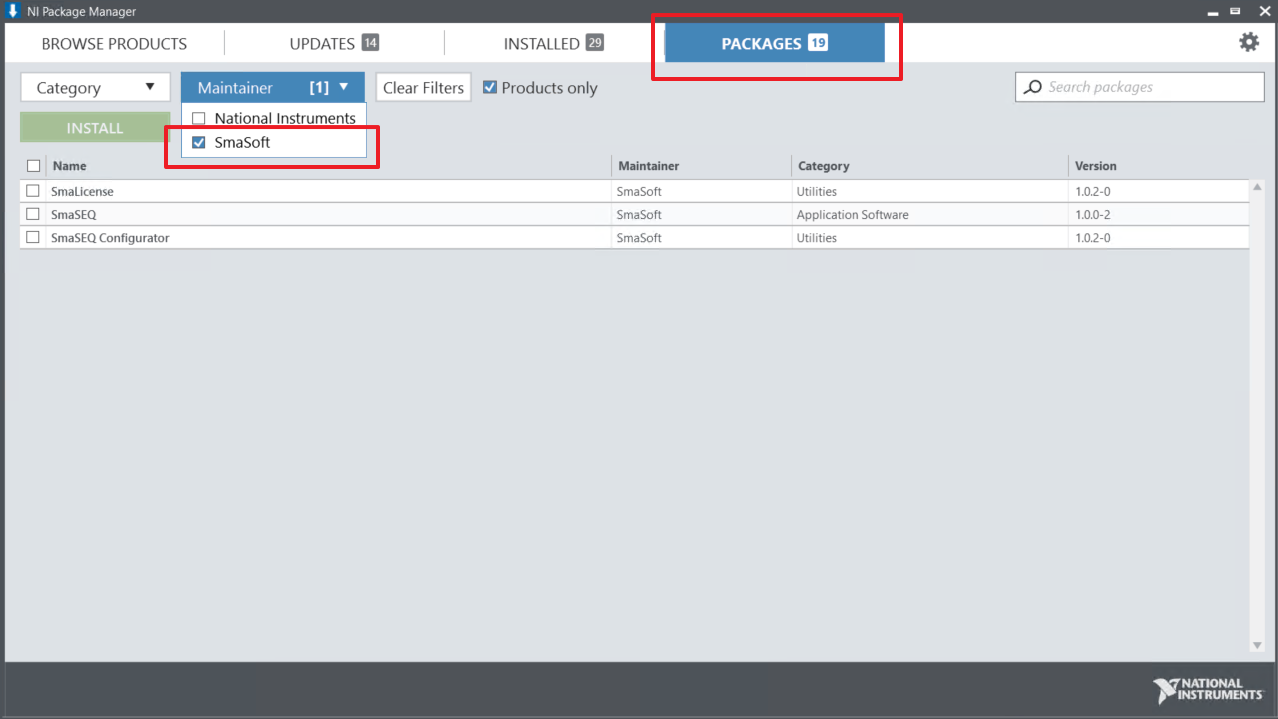 NI Package Manager
BROWSE PRODUCTS UPDATES 14 INSTALLED 29 PACKAGES 19
Category Maintainer [1] Clear Filters Products only Search packages
National Instruments
INSTALL
SmaSoft
Name Maintainer Category Version
SmaLicense SmaSoft Utilities 1.0.2-0
SmaSEQ SmaSoft Application Software 1.0.0-2
SmaSEQ Configurator SmaSoft Utilities 1.0.2-0
NATIONAL
INSTRUMENTS